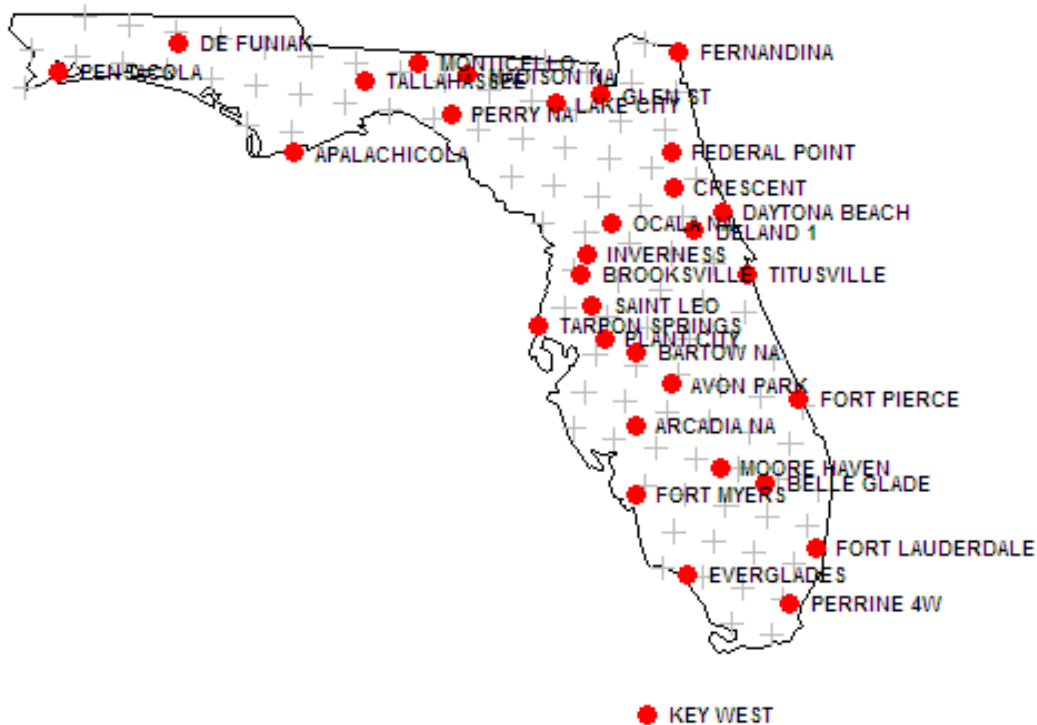 DE FUNIAK
FERNANDINA
MONTICELLO
MADISON NA
TALLAHASSEE
GLEN ST
LAKE CITY
PERRY NA
APALACHICOLA
FEDERAL POINT
CRESCENT
DAYTONA BEACH
OCALA NA
DELAND 1
INVERNESS
BROOKSVILLE
TITUSVILLE
SAINT LEO
TARPON SPRINGS
PLANT CITY
BARTOW NA
AVON PARK
FORT PIERCE
ARCADIA NA
MOORE HAVEN
BELLE GLADE
FORT MYERS
FORT LAUDERDALE
EVERGLADES
PERRINE 4W
KEY WEST